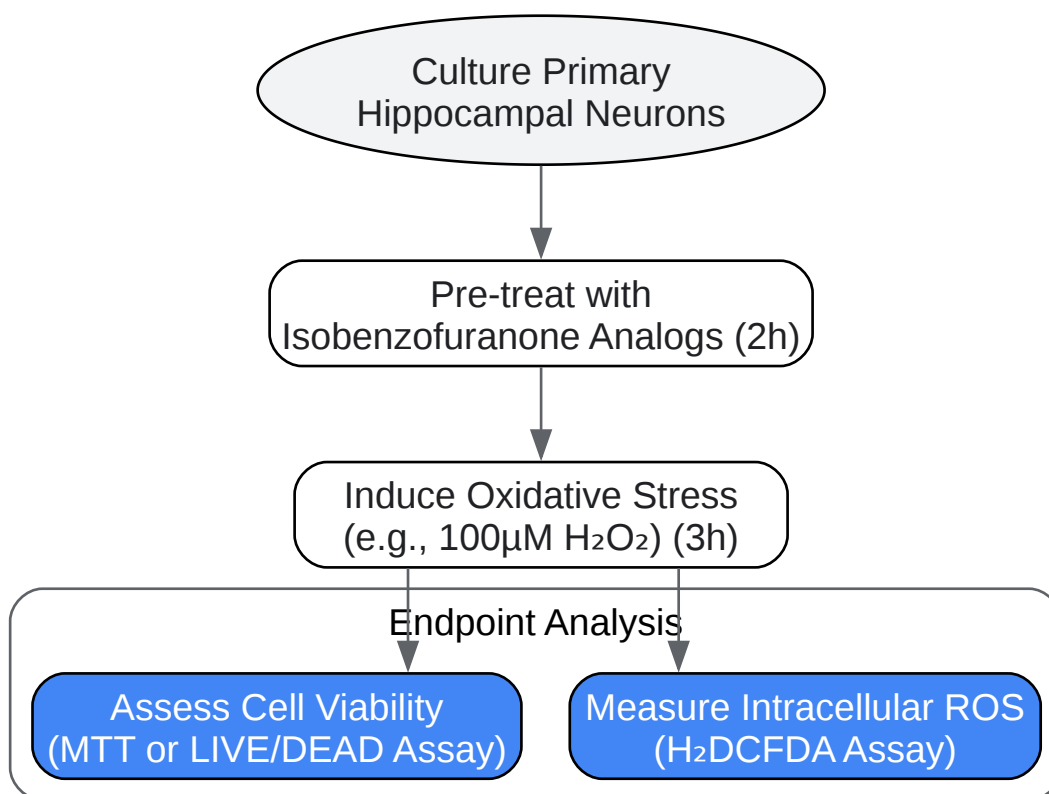 Culture Primary
Hippocampal Neurons
Pre-treat with
Isobenzofuranone Analogs (2h)
Induce Oxidative Stress
(e.g., 100µM H₂O₂) (3h)
Endpoint Analysis
Assess Cell Viability
(MTT or LIVE/DEAD Assay)
Measure Intracellular ROS
(H₂DCFDA Assay)